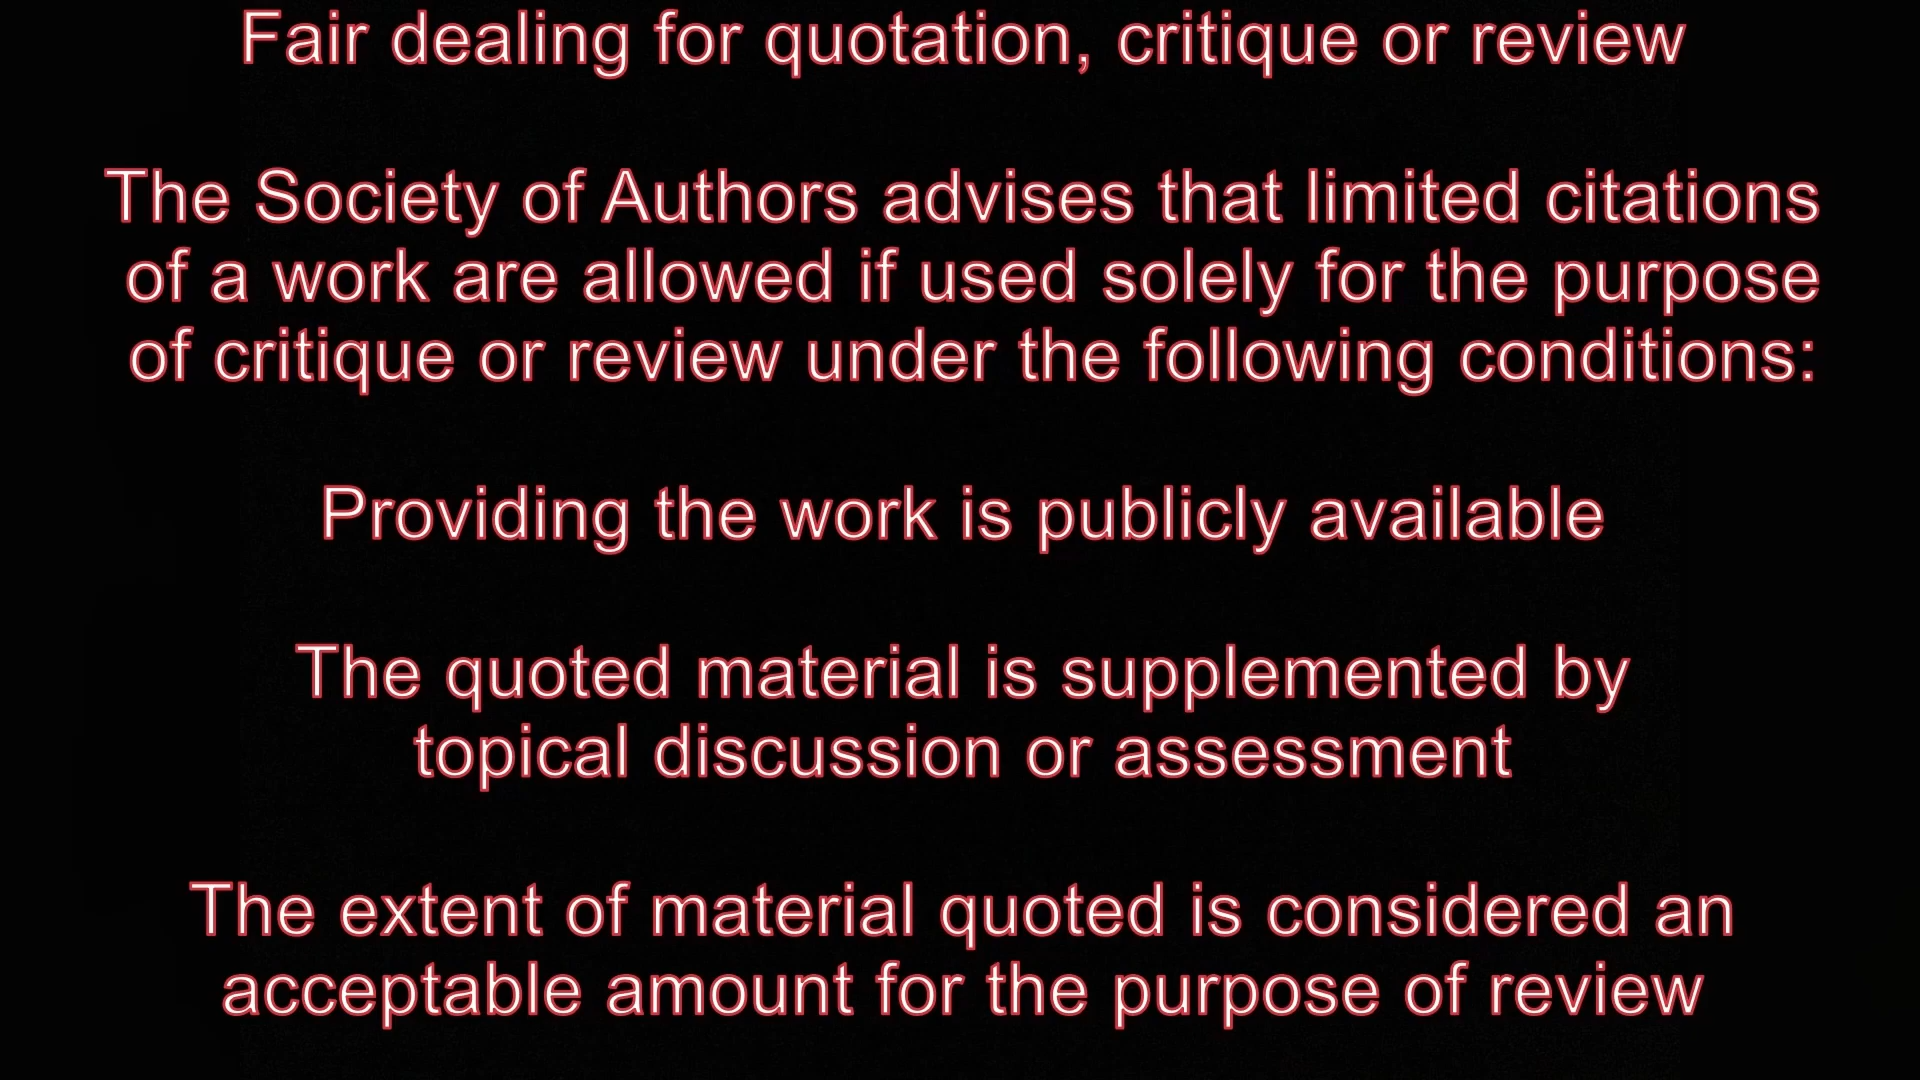 Fair dealing for quotation, critique or review
The Society of Authors advises that limited citations
of a work are allowed if used solely for the purpose
of critique or review under the following conditions:
Providing the work is publicly available
The quoted material is supplemented by
topical discussion or assessment
The extent of material quoted is considered an
acceptable amount for the purpose of review